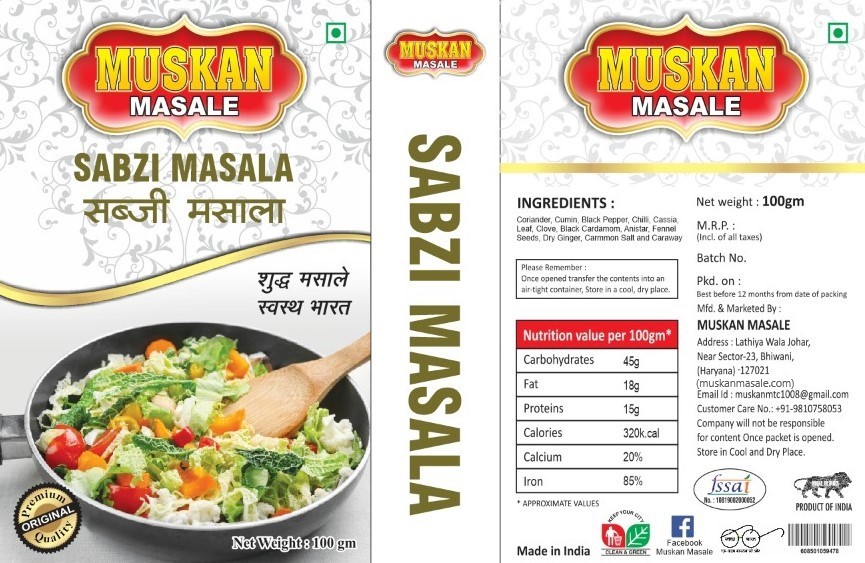 MUSKAN
MASALE
SABZI MASALA
सब्जी मसाला
शुद्ध मसाले
स्वस्थ भारत
Premium
ORIGINAL
Quality
Net Weight : 100 gm
MUSKAN
MASALE
SABZI MASALA
MUSKAN
MASALE
INGREDIENTS :
Coriander, Cumin, Black Pepper, Chilli, Cassia,
Leaf, Clove, Black Cardamom, Anistar, Fennel
Seeds, Dry Ginger, Cammon Salt and Caraway
Please Remember :
Once opened transfer the contents into an
air-tight container, Store in a cool, dry place.
Nutrition value per 100gm*
Carbohydrates 45g
Fat 18g
Proteins 15g
Calories 320k.cal
Calcium 20%
Iron 85%
* APPROXIMATE VALUES
Made in India
KEEP YOUR CITY
CLEAN & GREEN
Facebook
Muskan Masale
Net weight : 100gm
M.R.P. :
(Incl. of all taxes)
Batch No.
Pkd. on :
Best before 12 months from date of packing
Mfd. & Marketed By :
MUSKAN MASALE
Address : Lathiya Wala Johar,
Near Sector-23, Bhiwani,
(Haryana) -127021
(muskanmasale.com)
Email Id : muskanmtc1008@gmail.com
Customer Care No.: +91-9810758053
Company will not be responsible
for content Once packet is opened.
Store in Cool and Dry Place.
fssai
PRODUCT OF INDIA
608501059478